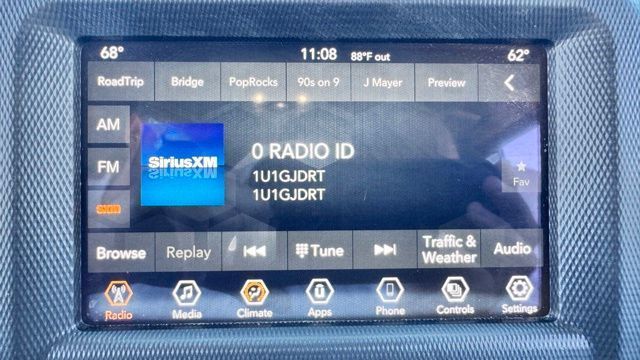 68° 11:08 88°F out 62°
RoadTrip Bridge PopRocks 90s on 9 J Mayer Preview
AM
FM
SXM
SiriusXM
0 RADIO ID
1U1GJDRT
1U1GJDRT
Fav
Browse Replay Tune Traffic & Weather Audio
Radio Media Climate Apps Phone Controls Settings